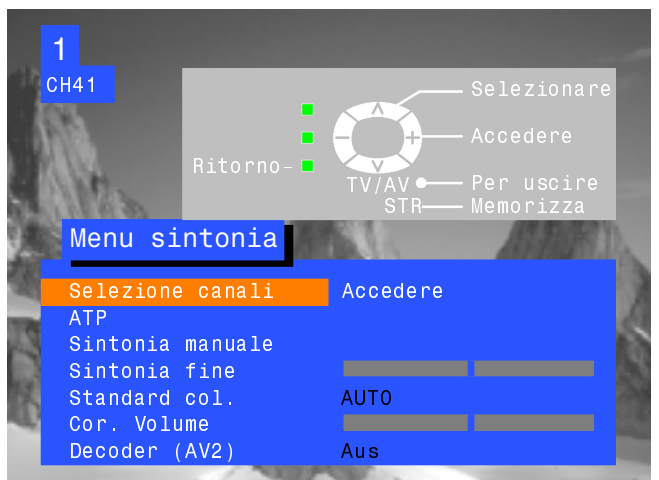 1
CH41
Selezionare
Accedere
Ritorno
TV/AV Per uscire
STR Memorizza
Menu sintonia
Selezione canali Accedere
ATP
Sintonia manuale
Sintonia fine
Standard col. AUTO
Cor. Volume
Decoder (AV2) Aus